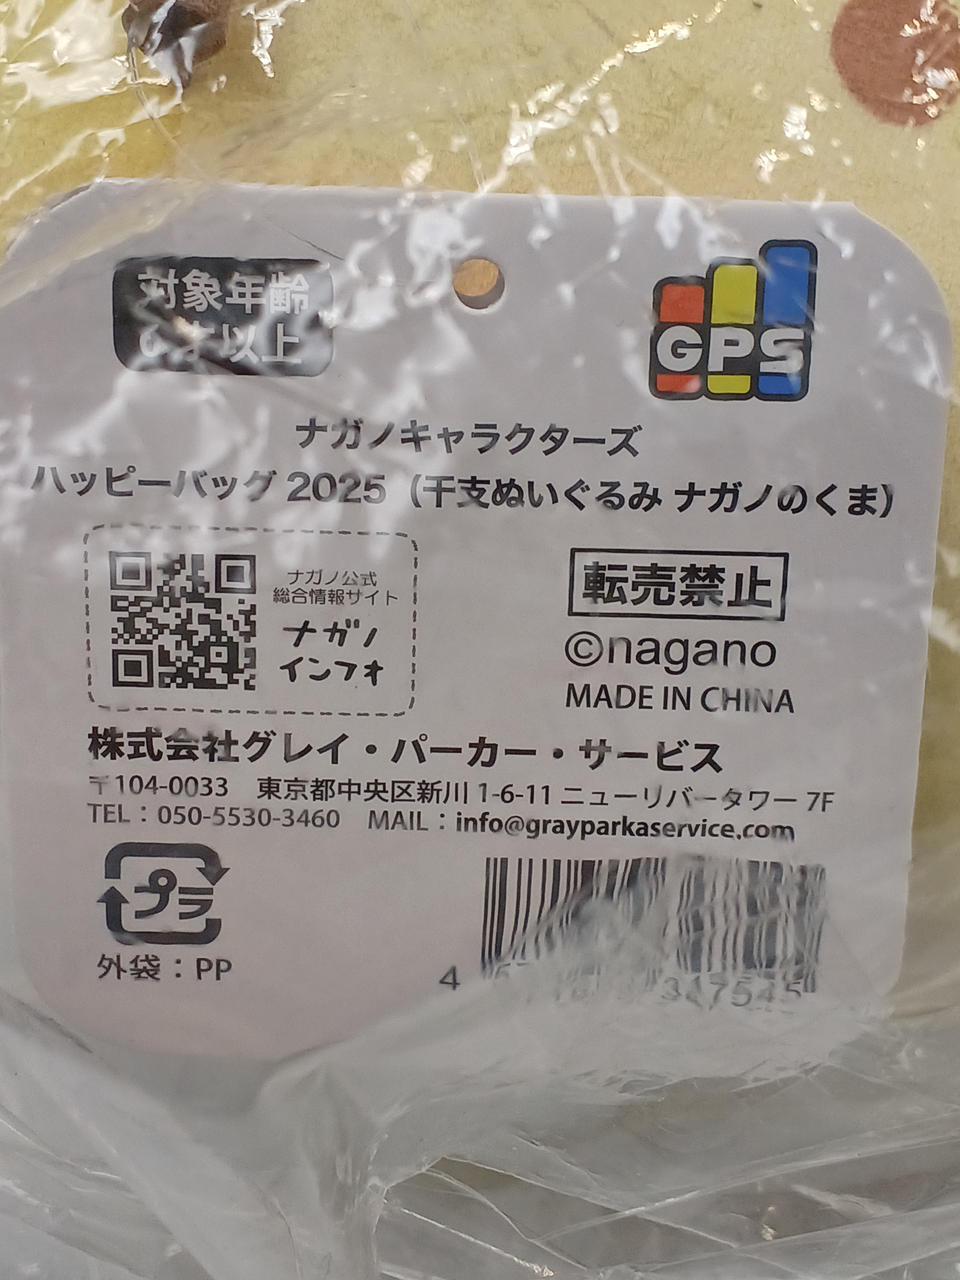 対象年齢
6才以上
GPS
ナガノキャラクターズ
ハッピーバッグ 2025（干支ぬいぐるみ ナガノのくま）
ナガノ公式
総合情報サイト
ナガノ
インフォ
転売禁止
©nagano
MADE IN CHINA
株式会社グレイ・パーカー・サービス
〒104-0033 東京都中央区新川 1-6-11 ニューリバータワー 7F
TEL：050-5530-3460 MAIL：info@grayparkaservice.com
プラ
外袋：PP
4